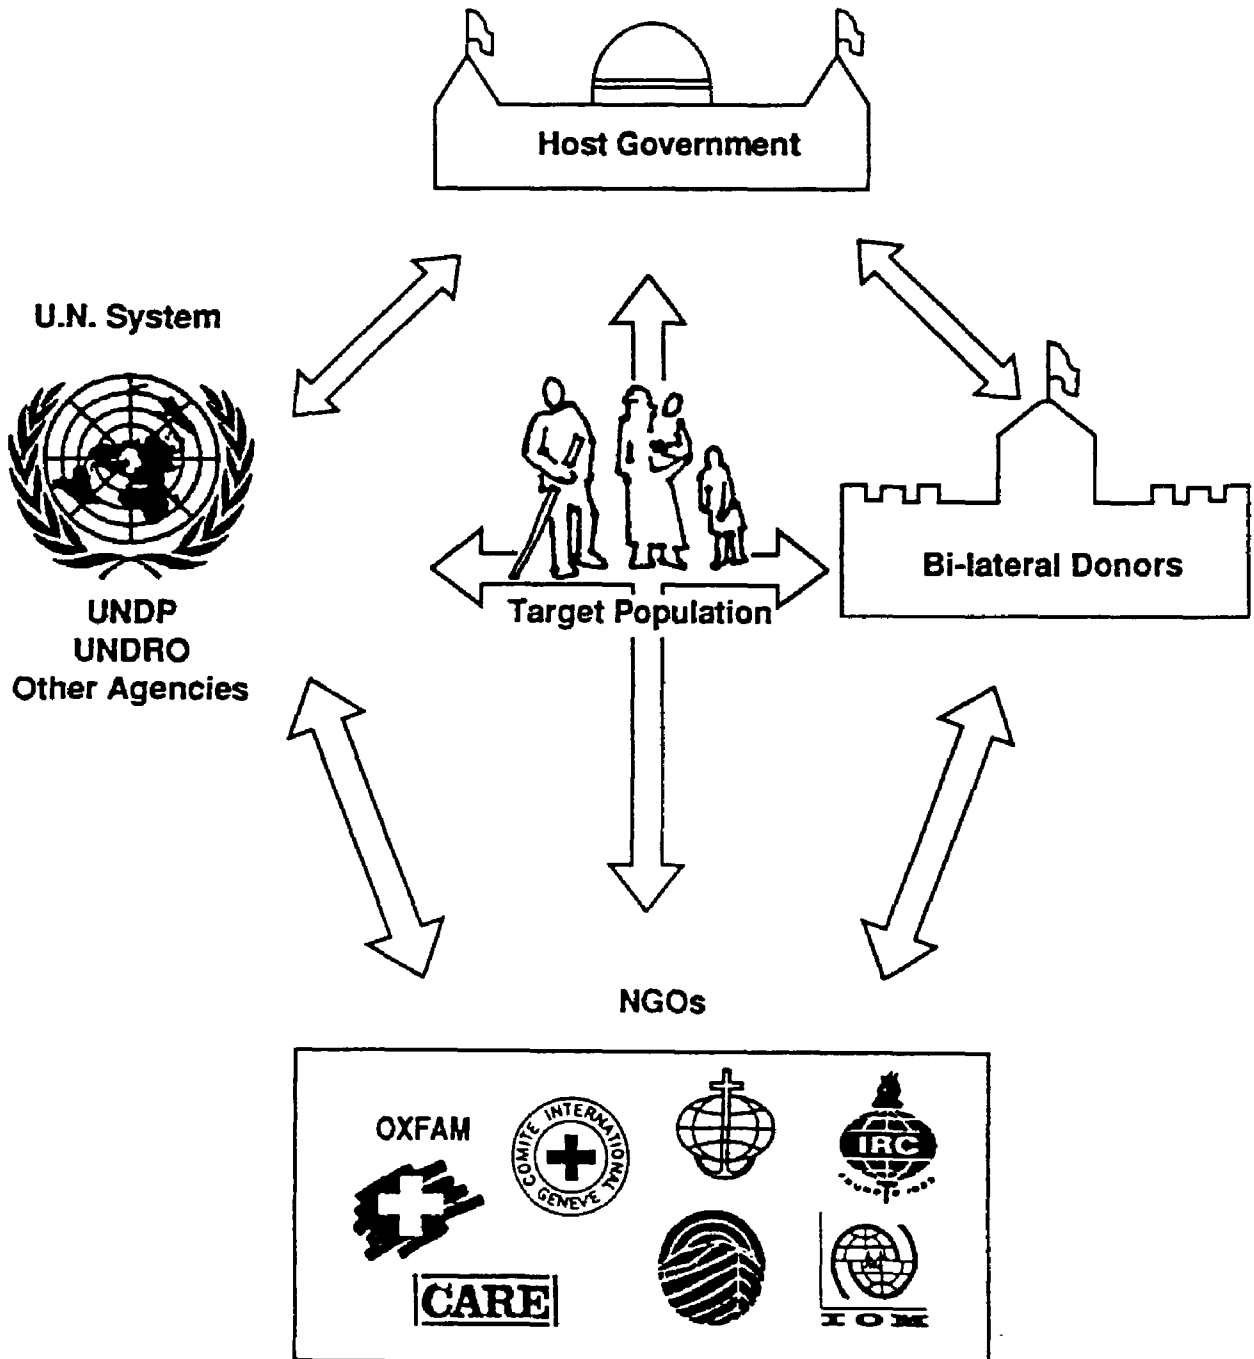 Host Government
U.N. System
UNDP
UNDRO
Other Agencies
Target Population
Bi-lateral Donors
NGOs
OXFAM
COMITE INTERNATIONAL GENEVE
IRC
CARE
IOM